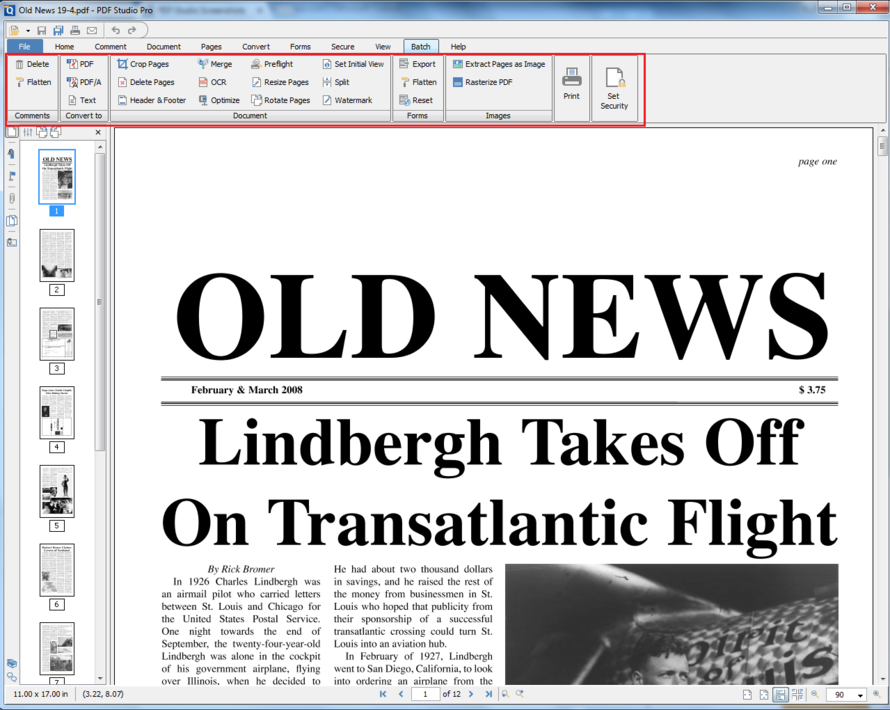 Old News 19-4.pdf - PDF Studio Pro
File Home Comment Document Pages Convert Forms Secure View Batch Help
Delete PDF Crop Pages Merge Preflight Set Initial View Export Extract Pages as Image
Flatten PDF/A Delete Pages OCR Resize Pages Split Flatten Rasterize PDF
Text Header & Footer Optimize Rotate Pages Watermark Reset
Print
Set
Security
Comments Convert to Document Forms Images
OLD NEWS
Lindbergh Takes Off
On Transatlantic Flight
1
2
3
4
5
6
7
page one
OLD NEWS
February & March 2008 $ 3.75
Lindbergh Takes Off
On Transatlantic Flight
By Rick Bromer
In 1926 Charles Lindbergh was
an airmail pilot who carried letters
between St. Louis and Chicago for
the United States Postal Service.
One night towards the end of
September, the twenty-four-year-old
Lindbergh was alone in the cockpit
of his government airplane, flying
over Illinois, when he decided to
He had about two thousand dollars
in savings, and he raised the rest of
the money from businessmen in St.
Louis who hoped that publicity from
their sponsorship of a successful
transatlantic crossing could turn St.
Louis into an aviation hub.
In February of 1927, Lindbergh
went to San Diego, California, to look
into ordering an airplane from the
11.00 x 17.00 in (3.22, 8.07) 1 of 12 90